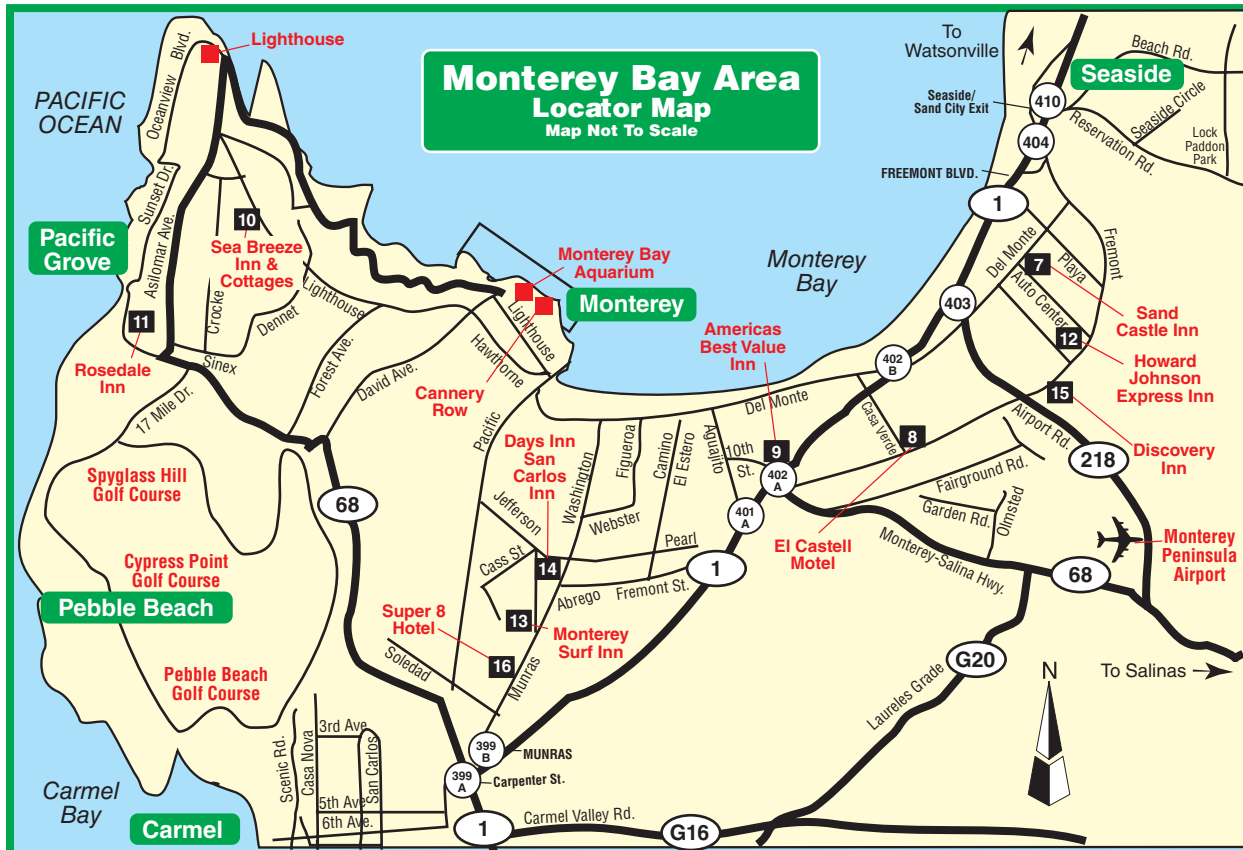 Monterey Bay Area
Locator Map
Map Not To Scale
Lighthouse
Oceanview Blvd.
PACIFIC
OCEAN
Sunset Dr.
Asilomar Ave.
Pacific
Grove
10
Sea Breeze
Inn &
Cottages
11
Rosedale
Inn
Crocke
Dennet
Lighthouse
Sinex
Forest Ave.
David Ave.
17 Mile Dr.
Monterey Bay
Aquarium
Monterey
Lighthouse
Hawthorne
Cannery
Row
Pacific
Monterey
Bay
To
Watsonville
Beach Rd.
Seaside
Seaside/
Sand City Exit
410
404
Seaside Circle
Reservation Rd.
Lock
Paddon
Park
FREEMONT BLVD.
1
Fremont
Del Monte
7
Playa
Auto Center
Sand
Castle Inn
403
12
Howard
Johnson
Express Inn
402
B
15
Discovery
Inn
Airport Rd.
218
Americas
Best Value
Inn
Del Monte
Casa Verde
8
9
10th
St.
Aguajito
402
A
401
A
Fairground Rd.
Garden Rd.
Olmsted
El Castell
Motel
Monterey-Salina Hwy.
68
Monterey
Peninsula
Airport
To Salinas
G20
Laureles Grade
N
Days Inn
San
Carlos
Inn
Washington
Figueroa
Camino
El Estero
Webster
Jefferson
Pearl
Cass St.
14
Abrego
Fremont St.
1
13
Monterey
Surf Inn
Super 8
Hotel
16
Munras
Soledad
68
Spyglass Hill
Golf Course
Cypress Point
Golf Course
Pebble Beach
Pebble Beach
Golf Course
3rd Ave
Scenic Rd.
Casa Nova
San Carlos
5th Ave
6th Ave.
399
B
MUNRAS
399
A
Carpenter St.
1
Carmel Valley Rd.
G16
Carmel
Bay
Carmel